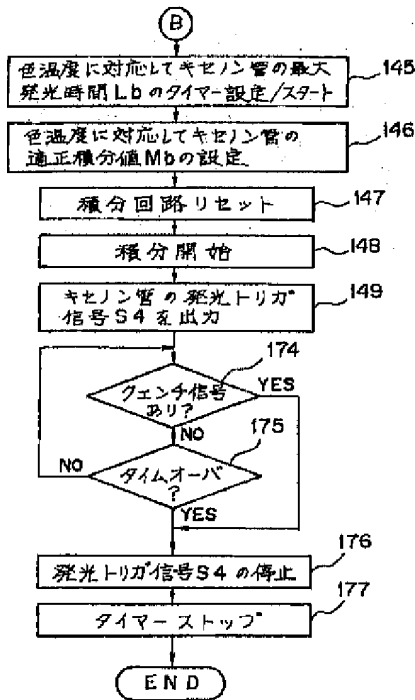 B
色温度に対応してキセノン管の最大
発光時間Lbのタイマー設定/スタート
145
色温度に対応してキセノン管の
適正積分値Mbの設定
146
積分回路リセット
147
積分開始
148
キセノン管の発光トリガ
信号S4を出力
149
174
クェンチ信号
あり?
YES
NO
175
タイムオーバ
?
NO
YES
176
発光トリガ信号S4の停止
177
タイマーストップ
END